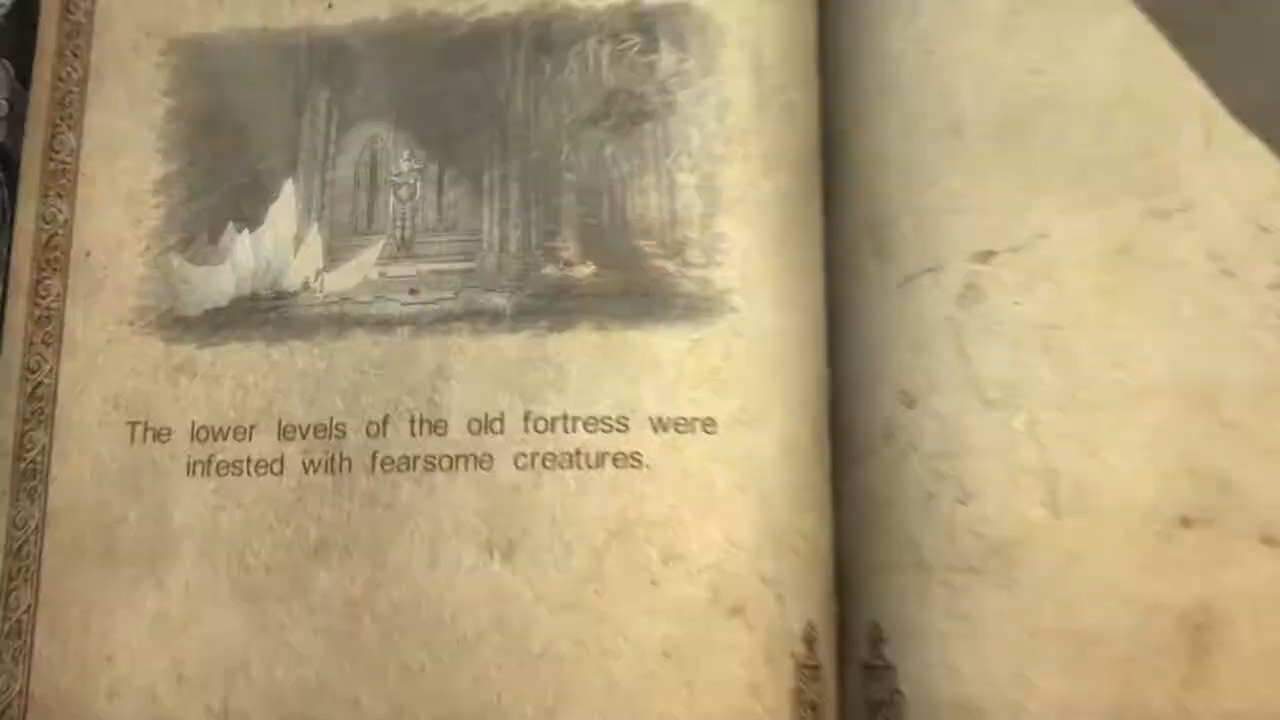 The lower levels of the old fortress were
infested with fearsome creatures.